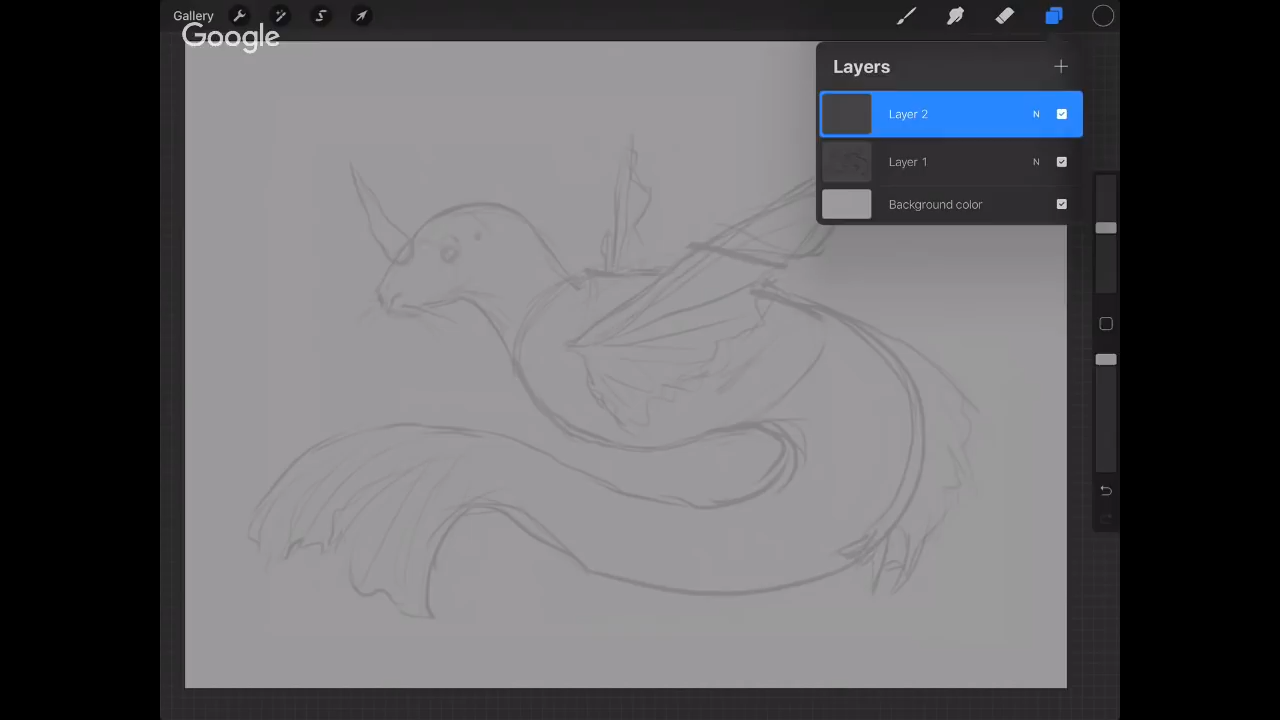 Gallery
Google
Layers
Layer 2 N
Layer 1 N
Background color